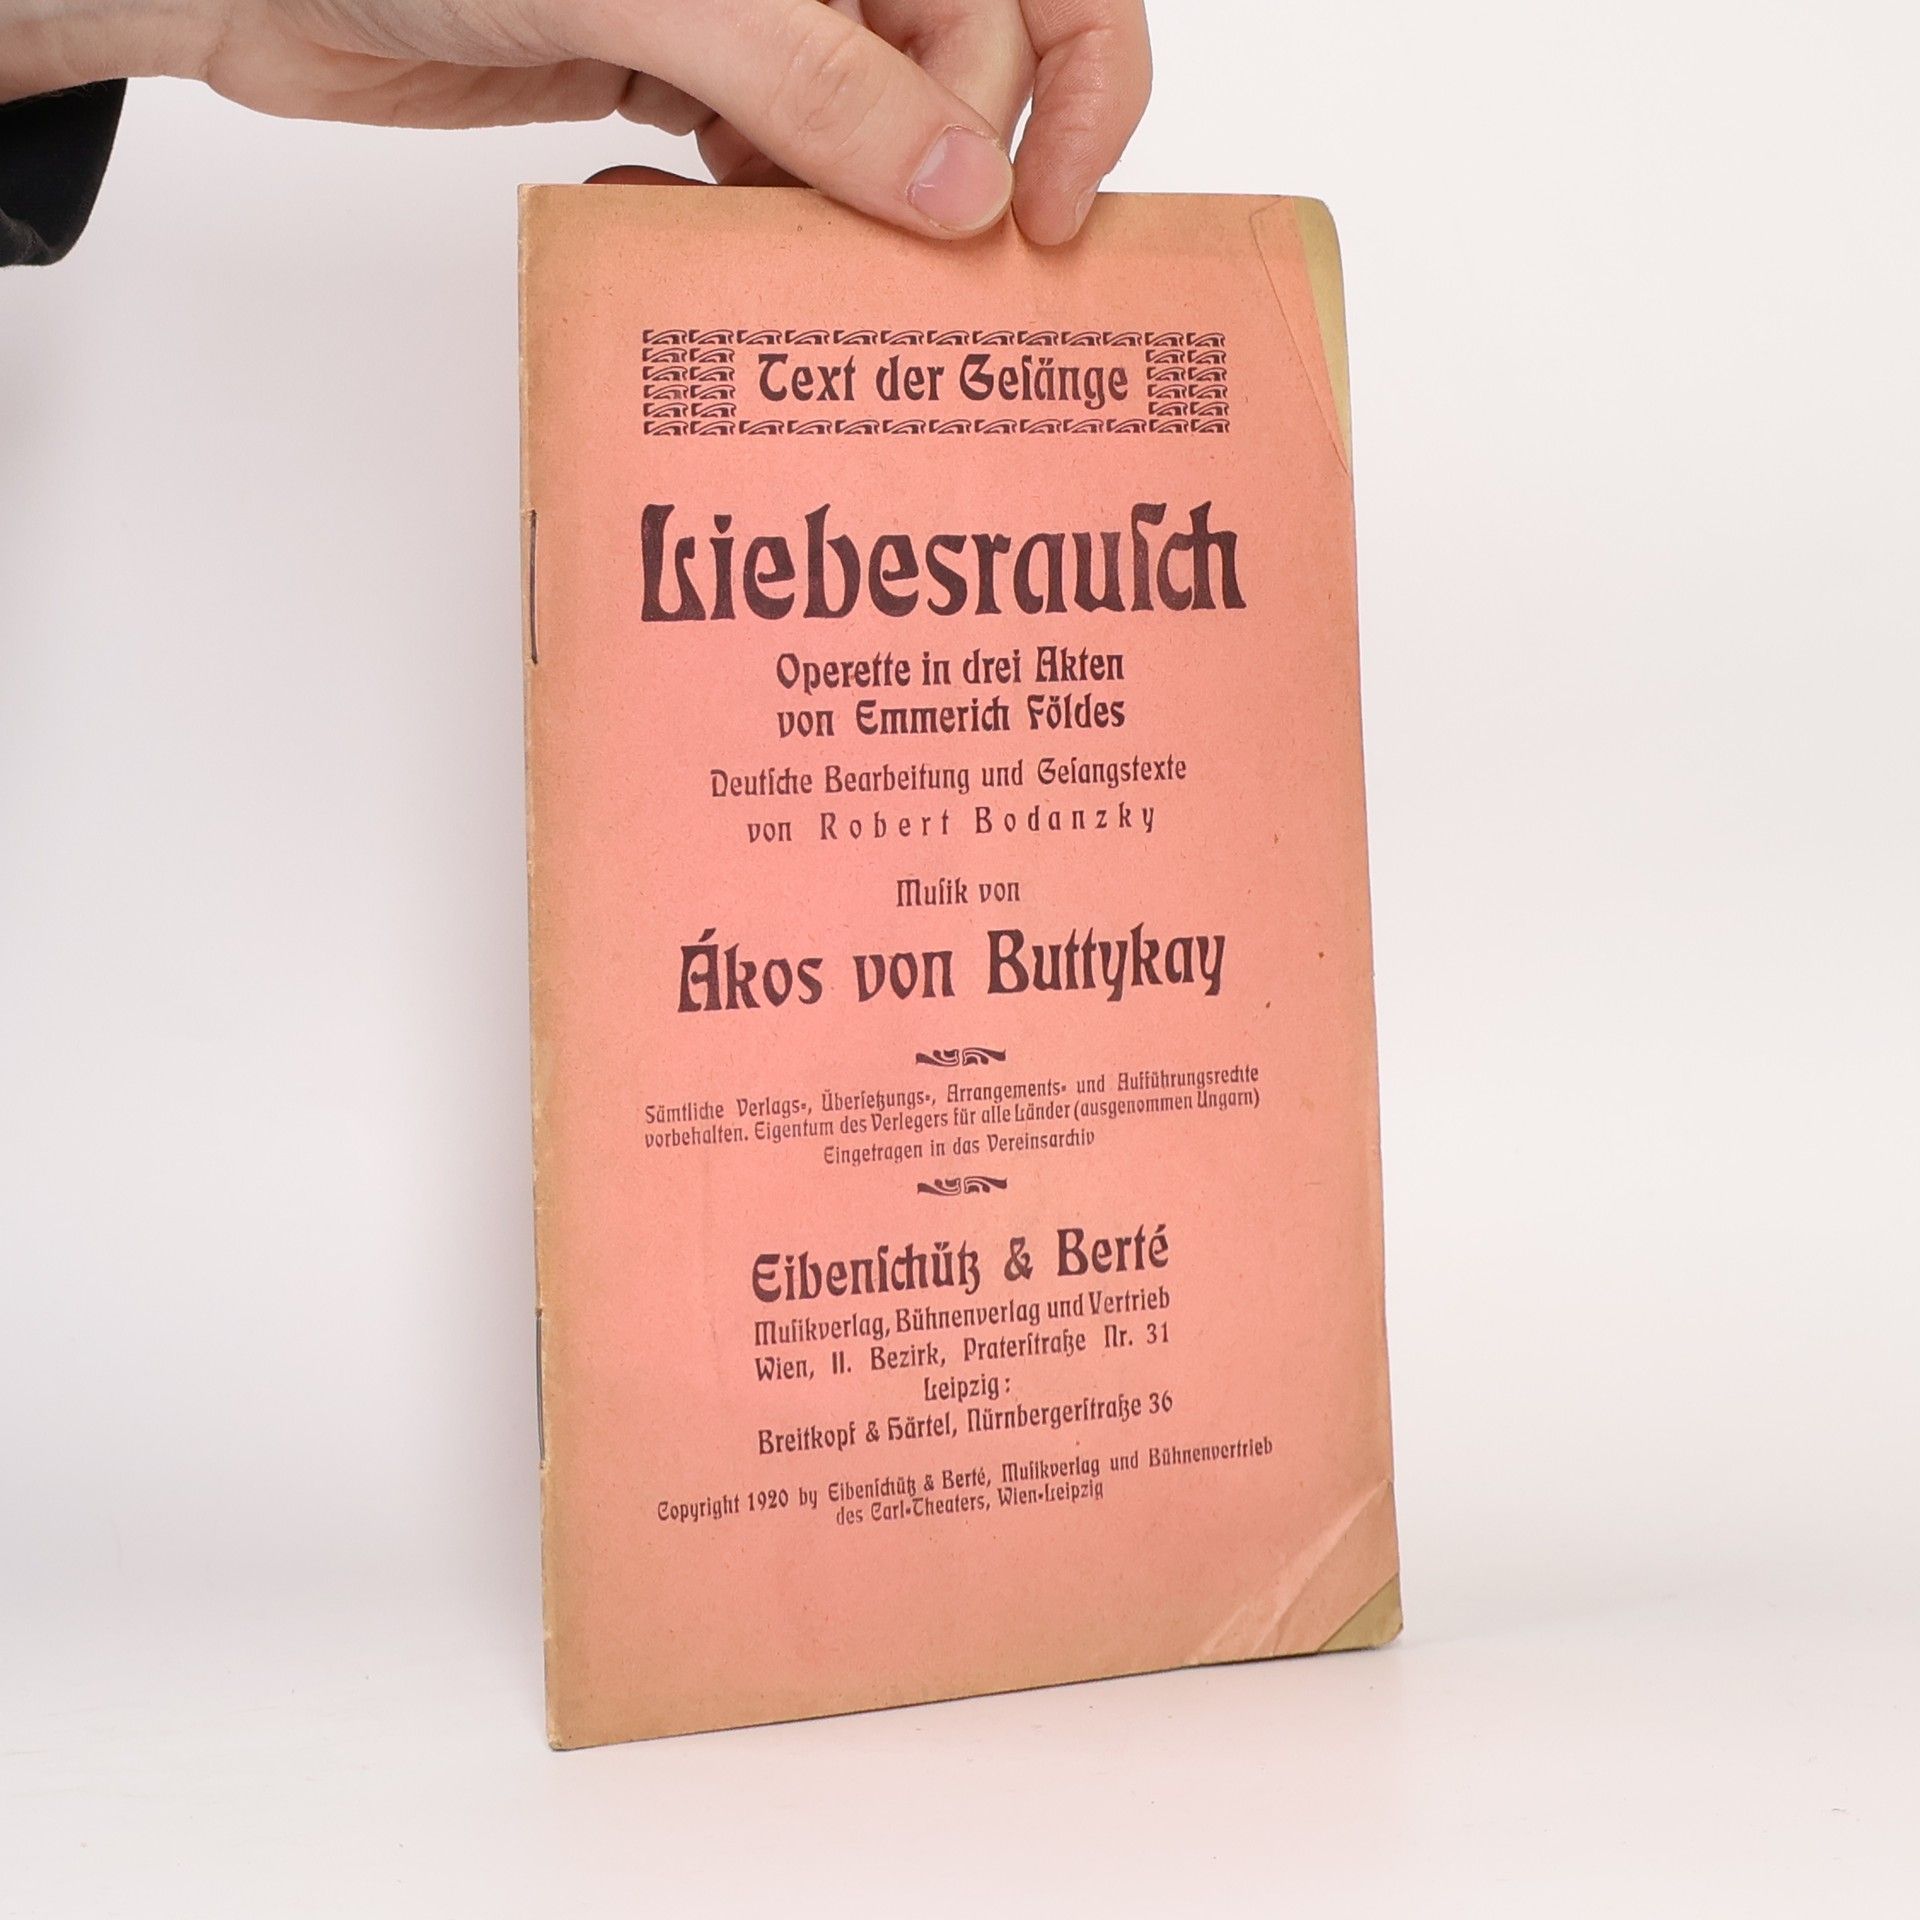 Text der Geſänge
Liebesrauſch
Operette in drei Akten
von Emmerich Földes
Deutſche Bearbeitung und Geſangstexte
von Robert Bodanzky
Muſik von
Ákos von Buttykay
Sämtliche Verlags-, Überſetzungs-, Arrangements- und Aufführungsrechte
vorbehalten. Eigentum des Verlegers für alle Länder (ausgenommen Ungarn)
Eingetragen in das Vereinsarchiv
Eibenſchütz & Berté
Muſikverlag, Bühnenverlag und Vertrieb
Wien, II. Bezirk, Praterſtraße Nr. 31
Leipzig:
Breitkopf & Härtel, Nürnbergerſtraße 36
Copyright 1920 by Eibenſchütz & Berté, Muſikverlag und Bühnenvertrieb
des Carl-Theaters, Wien-Leipzig